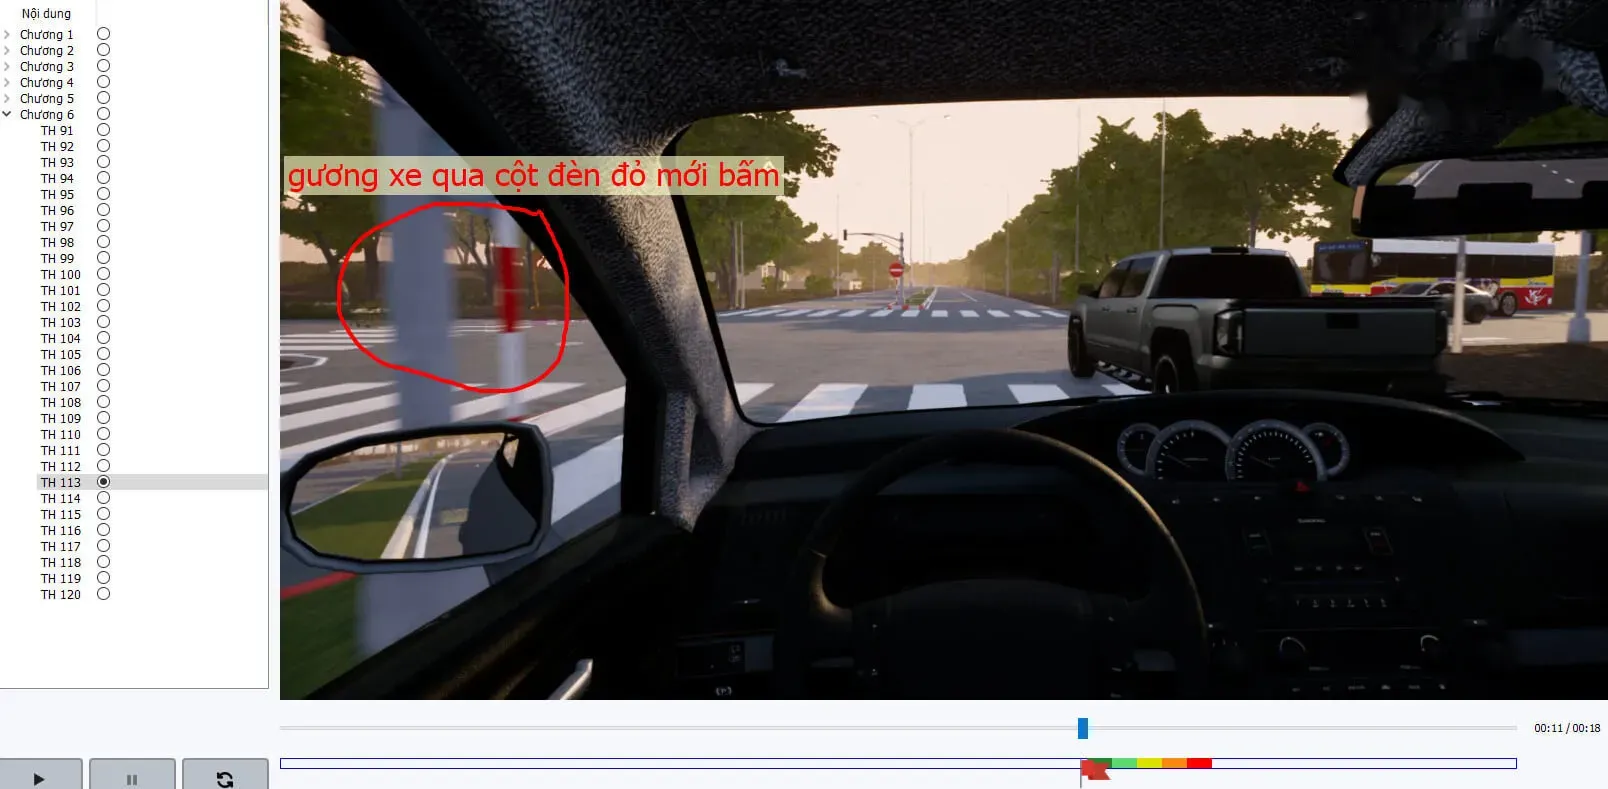 Nội dung
Chương 1
Chương 2
Chương 3
Chương 4
Chương 5
Chương 6
TH 91
TH 92
TH 93
TH 94
TH 95
TH 96
TH 97
TH 98
TH 99
TH 100
TH 101
TH 102
TH 103
TH 104
TH 105
TH 106
TH 107
TH 108
TH 109
TH 110
TH 111
TH 112
TH 113
TH 114
TH 115
TH 116
TH 117
TH 118
TH 119
TH 120
gương xe qua cột đèn đỏ mới bấm
00:11 / 00:18